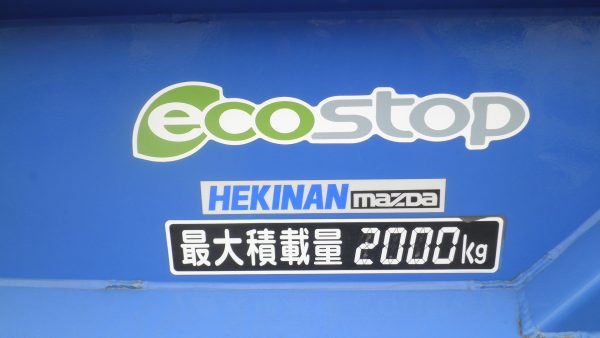 ecostop
HEKINAN mazda
最大積載量 2000kg